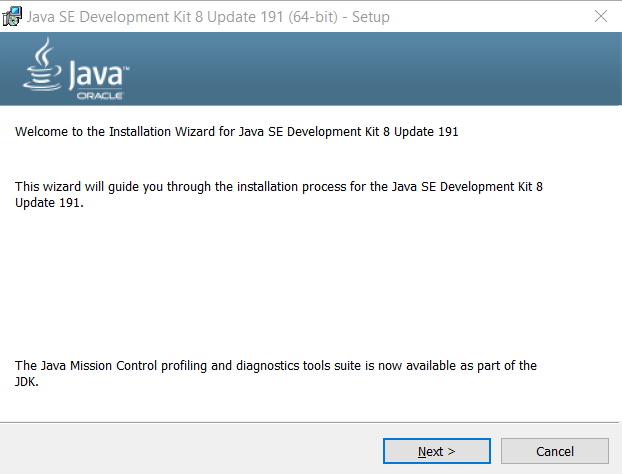 Java SE Development Kit 8 Update 191 (64-bit) - Setup
Java™
ORACLE
Welcome to the Installation Wizard for Java SE Development Kit 8 Update 191
This wizard will guide you through the installation process for the Java SE Development Kit 8
Update 191.
The Java Mission Control profiling and diagnostics tools suite is now available as part of the
JDK.
Next >
Cancel